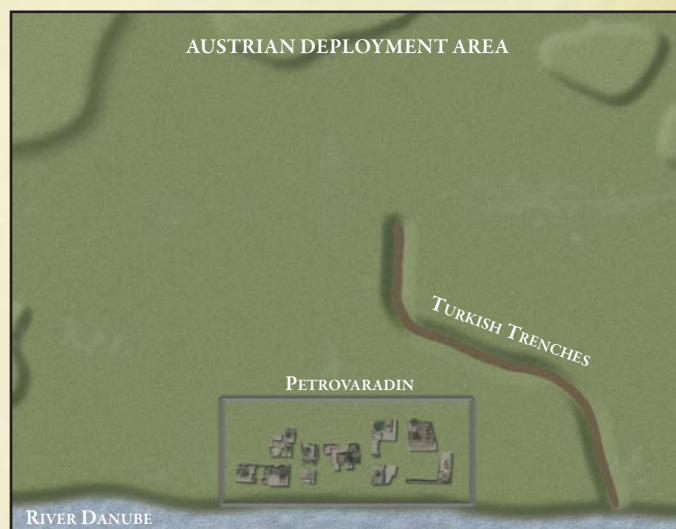 AUSTRIAN DEPLOYMENT AREA
TURKISH TRENCHES
PETROVARADIN
RIVER DANUBE